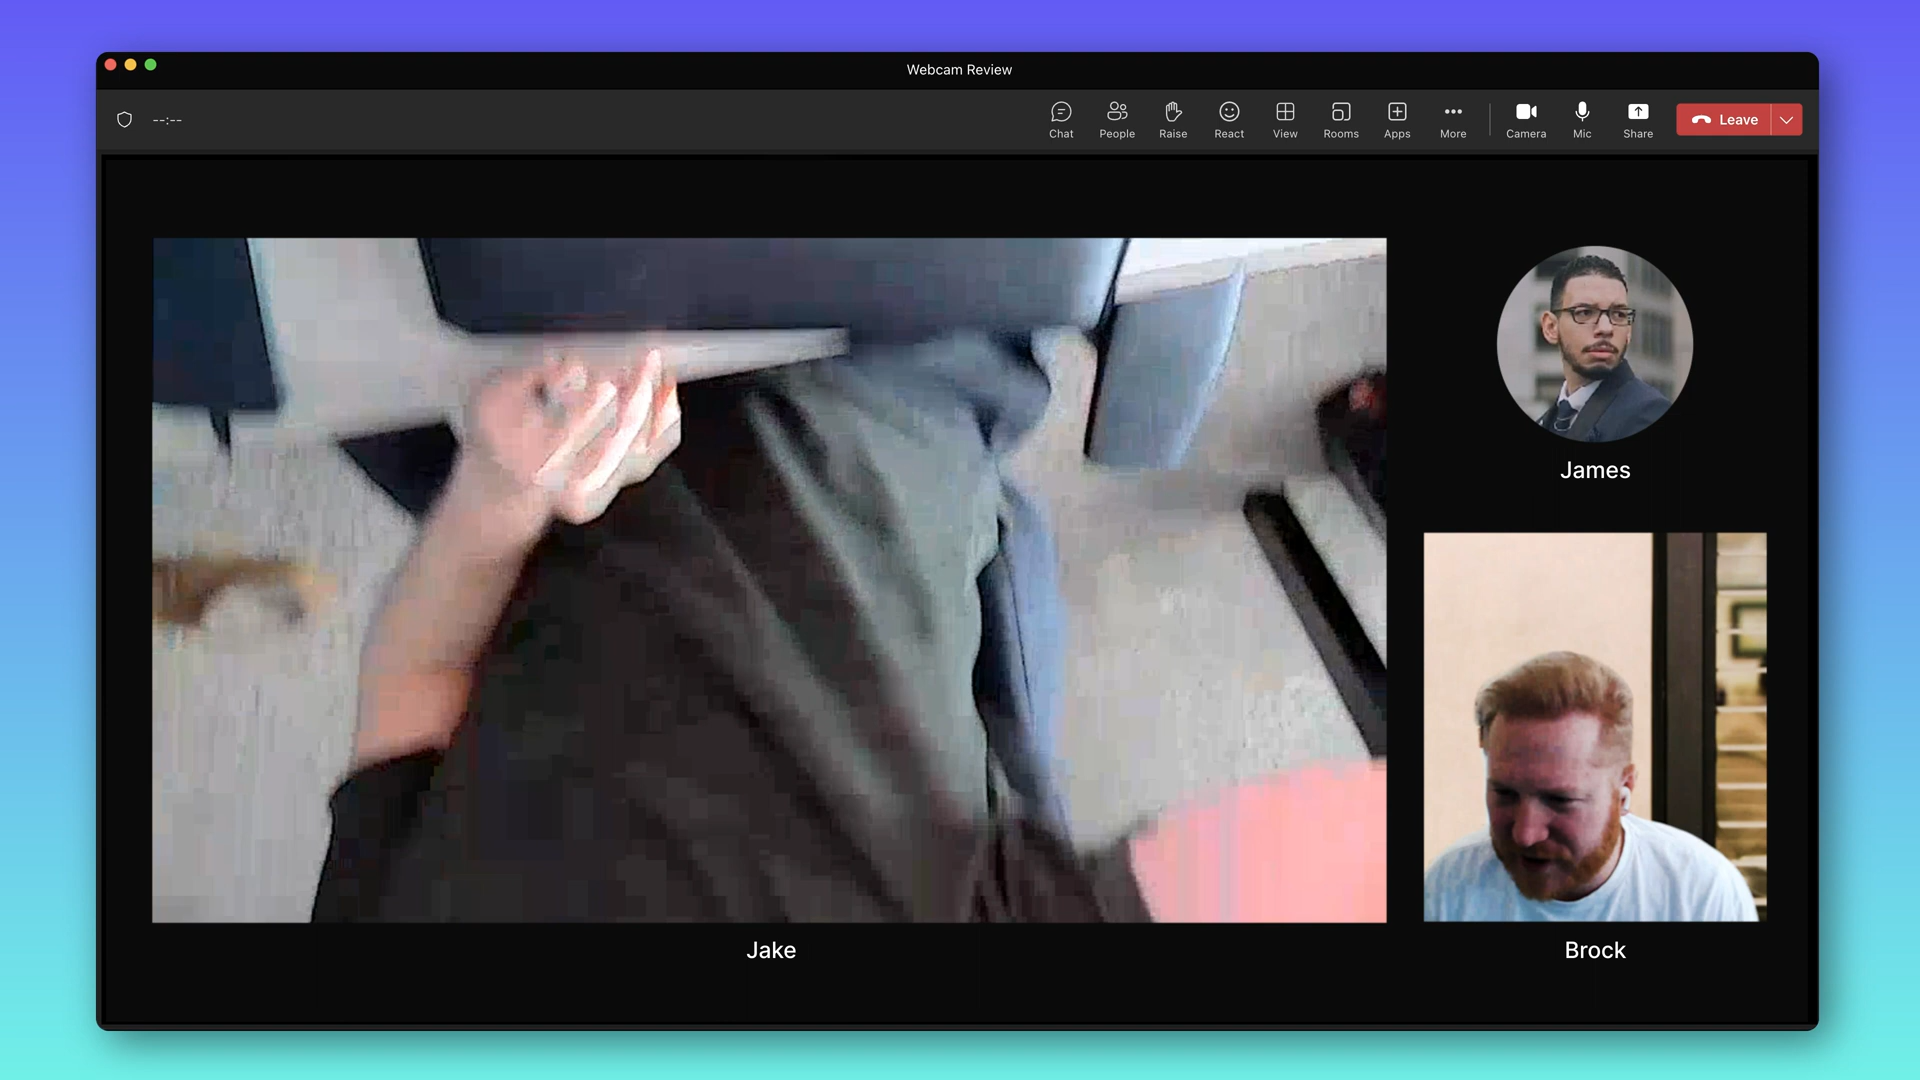 Webcam Review
--:--
Chat
People
Raise
React
View
Rooms
Apps
More
Camera
Mic
Share
Leave
James
Jake
Brock